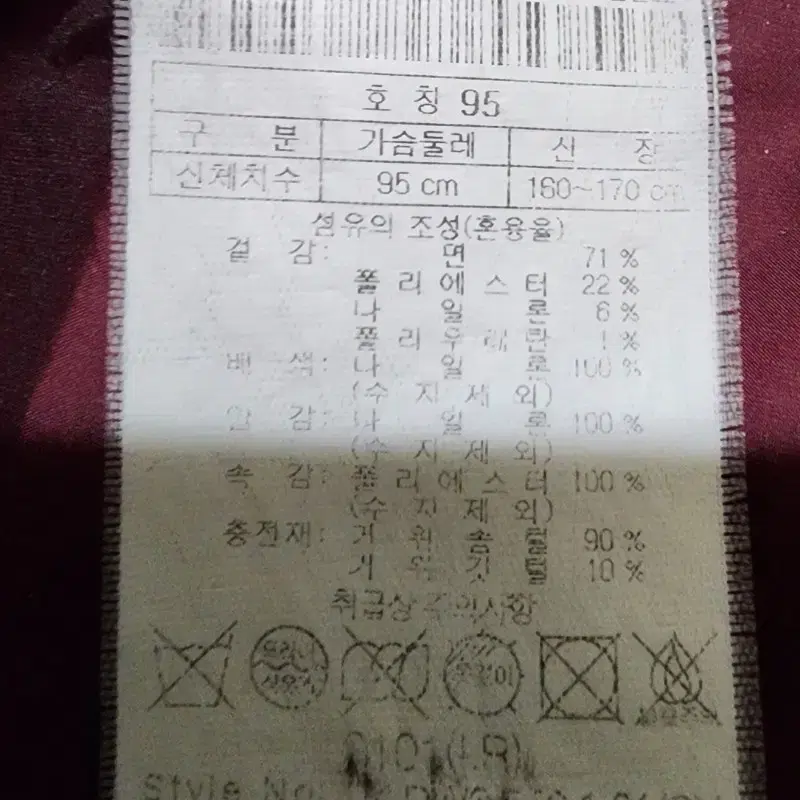 호 칭 95
구 분 가슴둘레 신 장
신체치수 95 cm 160~170 cm
섬유의 조성(혼용율)
겉 감: 면 71 %
폴 리 에 스 터 22 %
나 일 론 6 %
폴 리 우 레 탄 1 %
배 색: 나 일 론 100 %
(수 지 제 외)
안 감: 나 일 론 100 %
(수 지 제 외)
속 감: 폴 리 에 스 터 100 %
(수 지 제 외)
충전재: 거 위 솜 털 90 %
거 위 깃 털 10 %
취급상 주의사항
드라이
Style No